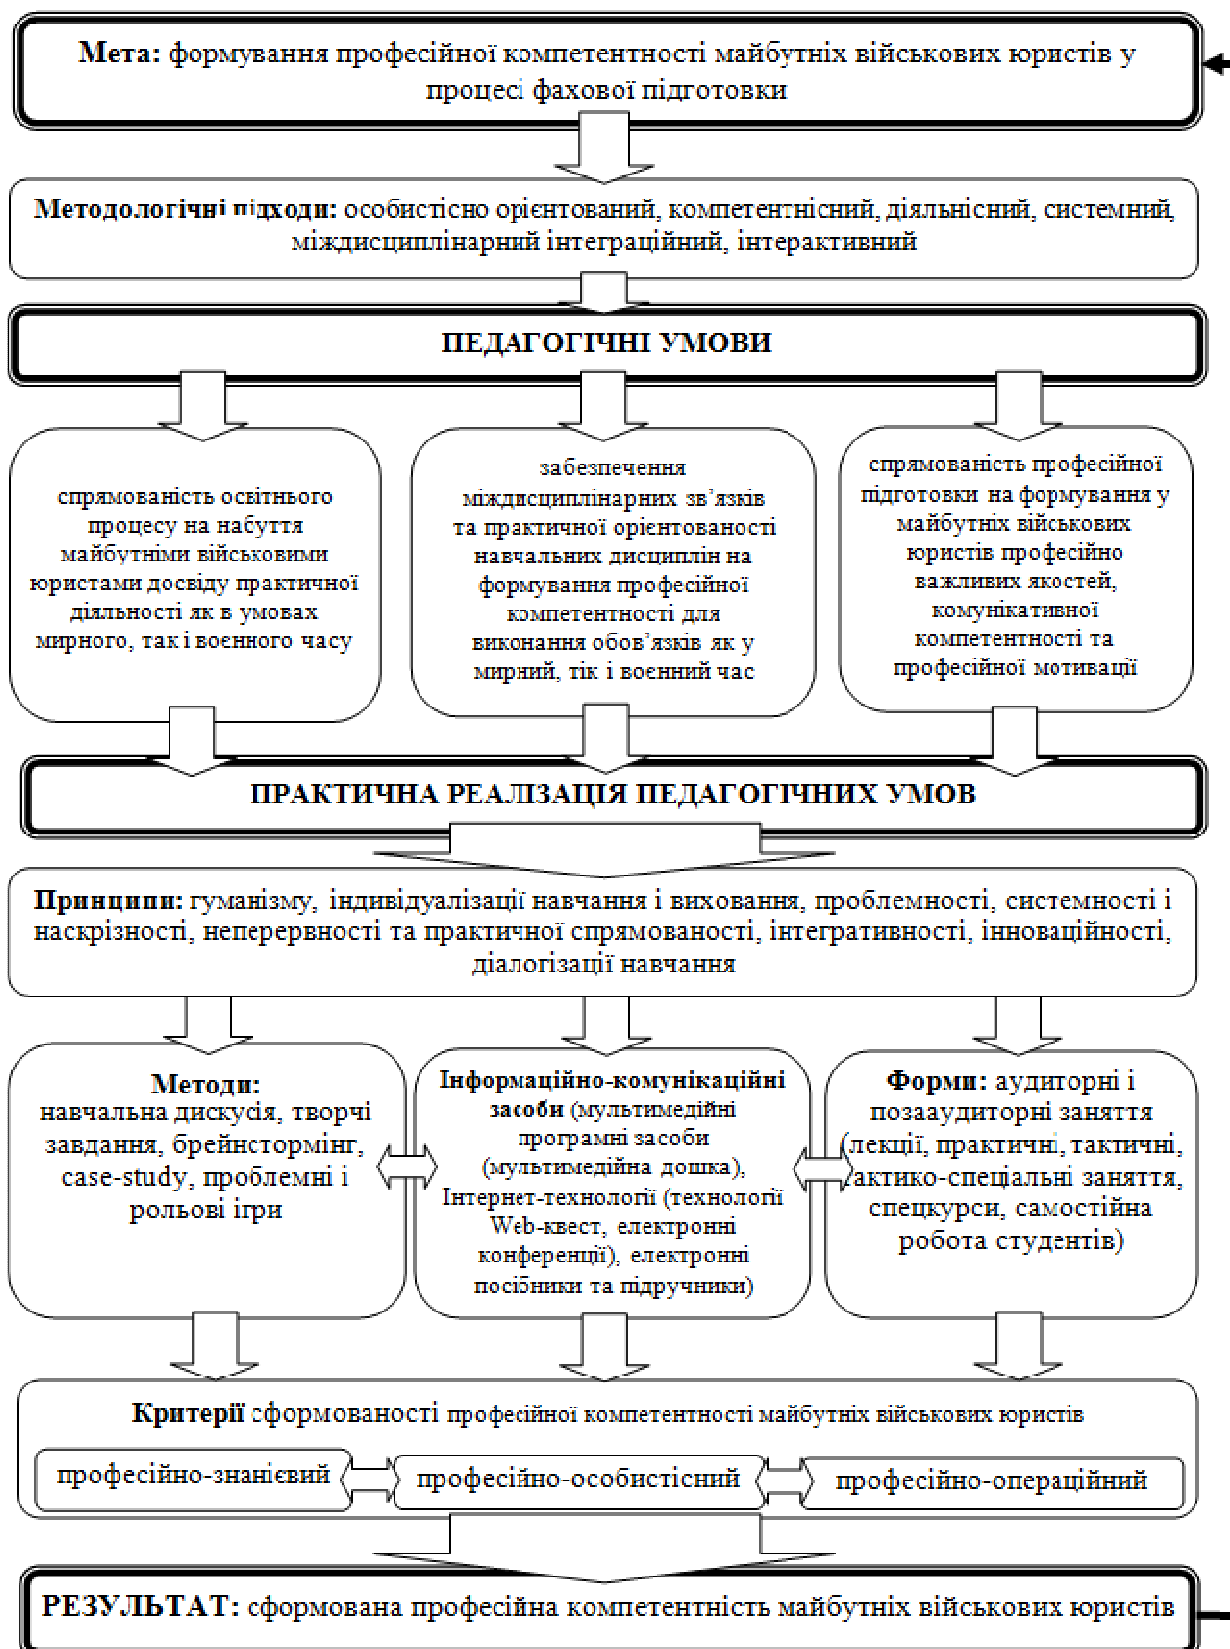 Мета: формування професійної компетентності майбутніх військових юристів у
процесі фахової підготовки
Методологічні підходи: особистісно орієнтований, компетентнісний, діяльнісний, системний,
міждисциплінарний інтеграційний, інтерактивний
ПЕДАГОГІЧНІ УМОВИ
спрямованість освітнього
процесу на набуття
майбутніми військовими
юристами досвіду практичної
діяльності як в умовах
мирного, так і воєнного часу
забезпечення
міждисциплінарних зв’язків
та практичної орієнтованості
навчальних дисциплін на
формування професійної
компетентності для
виконання обов’язків як у
мирний, тік і воєнний час
спрямованість професійної
підготовки на формування у
майбутніх військових
юристів професійно
важливих якостей,
комунікативної
компетентності та
професійної мотивації
ПРАКТИЧНА РЕАЛІЗАЦІЯ ПЕДАГОГІЧНИХ УМОВ
Принципи: гуманізму, індивідуалізації навчання і виховання, проблемності, системності і
наскрізності, неперервності та практичної спрямованості, інтегративності, інноваційності,
діалогізації навчання
Методи:
навчальна дискусія, творчі
завдання, брейнстормінг,
case-study, проблемні і
рольові ігри
Інформаційно-комунікаційні
засоби (мультимедійні
програмні засоби
(мультимедійна дошка),
Інтернет-технології (технології
Web-квест, електронні
конференції), електронні
посібники та підручники)
Форми: аудиторні і
позааудиторні заняття
(лекції, практичні, тактичні,
тактико-спеціальні заняття,
спецкурси, самостійна
робота студентів)
Критерії сформованості професійної компетентності майбутніх військових юристів
професійно-знанієвий
професійно-особистісний
професійно-операційний
РЕЗУЛЬТАТ: сформована професійна компетентність майбутніх військових юристів